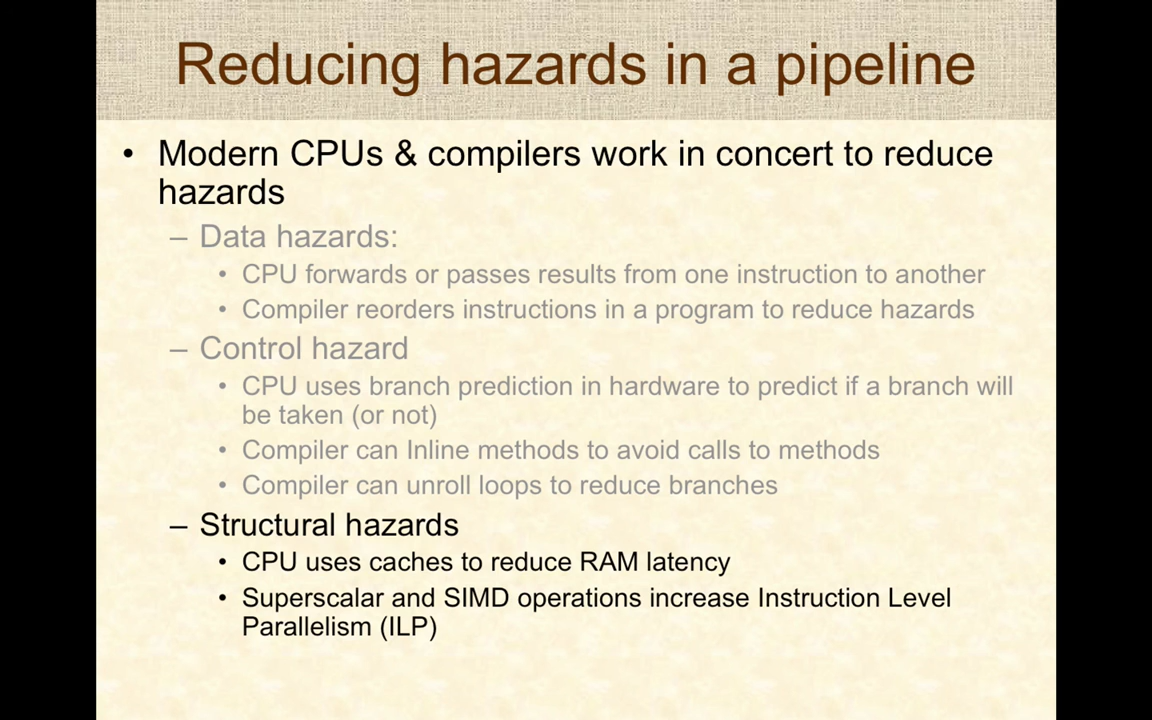 Reducing hazards in a pipeline
• Modern CPUs & compilers work in concert to reduce
hazards
– Data hazards:
• CPU forwards or passes results from one instruction to another
• Compiler reorders instructions in a program to reduce hazards
– Control hazard
• CPU uses branch prediction in hardware to predict if a branch will
be taken (or not)
• Compiler can Inline methods to avoid calls to methods
• Compiler can unroll loops to reduce branches
– Structural hazards
• CPU uses caches to reduce RAM latency
• Superscalar and SIMD operations increase Instruction Level
Parallelism (ILP)